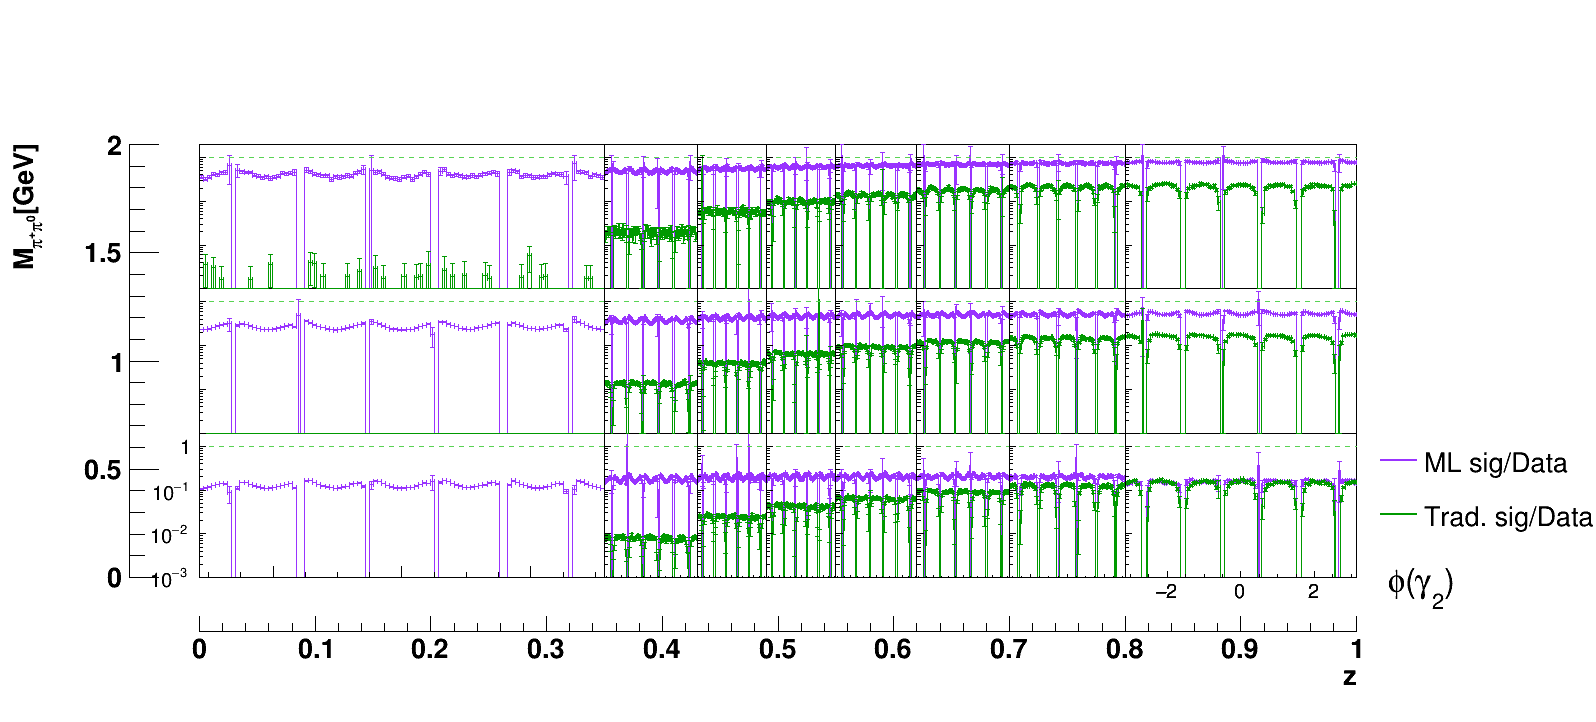 M_{π⁺π⁰}[GeV]
2
1.5
1
0.5
0
1
10⁻¹
10⁻²
10⁻³
ML sig/Data
Trad. sig/Data
−2 0 2
ϕ(γ₂)
0 0.1 0.2 0.3 0.4 0.5 0.6 0.7 0.8 0.9 1
z